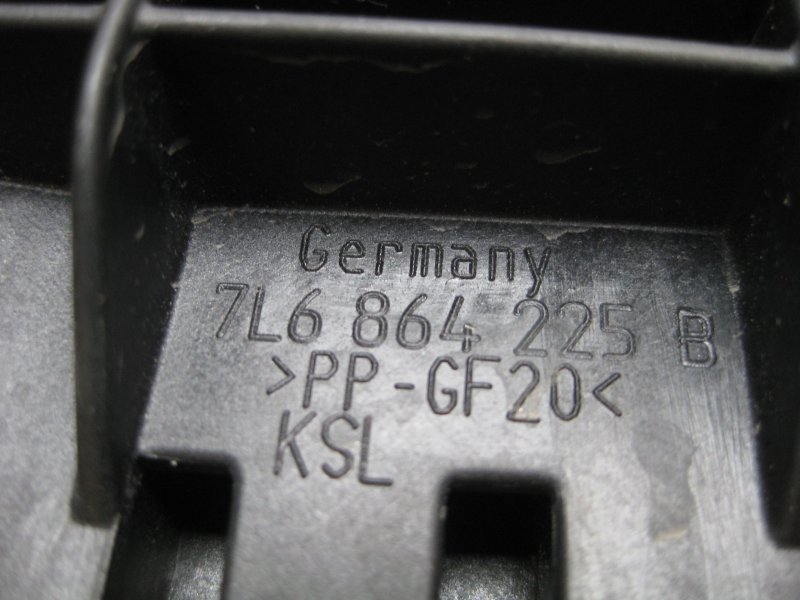 Germany
7L6 864 225 B
>PP-GF20<
KSL